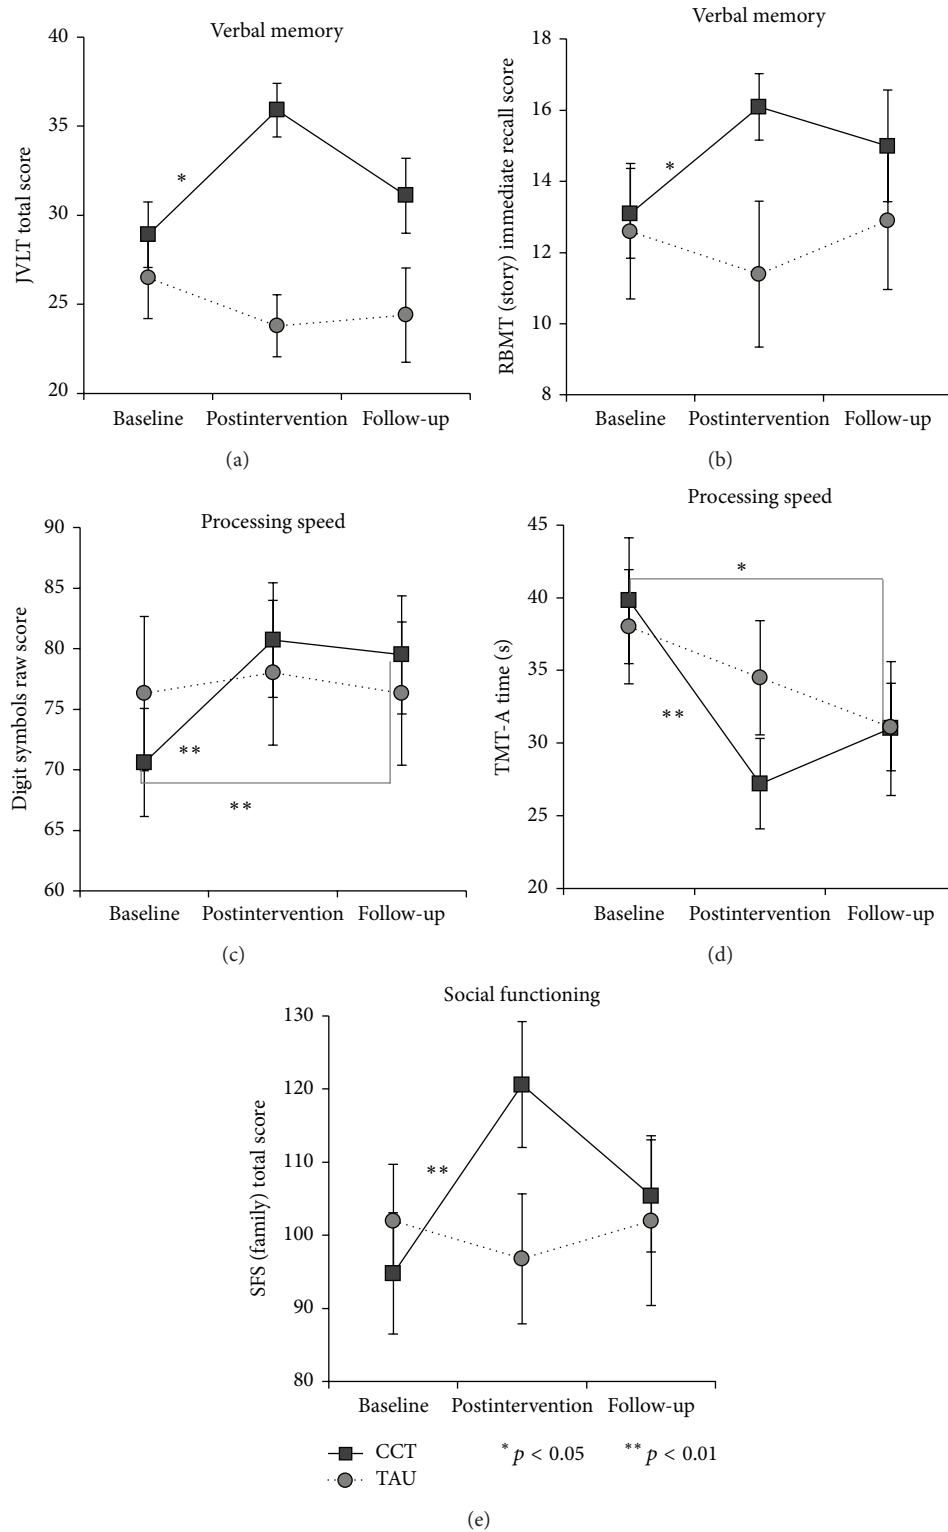 Verbal memory
40
35
30
25
20
JVLT total score
*
Baseline Postintervention Follow-up
(a)
Verbal memory
18
16
14
12
10
8
RBMT (story) immediate recall score
*
Baseline Postintervention Follow-up
(b)
Processing speed
90
85
80
75
70
65
60
Digit symbols raw score
**
**
Baseline Postintervention Follow-up
(c)
Processing speed
45
40
35
30
25
20
TMT-A time (s)
*
**
Baseline Postintervention Follow-up
(d)
Social functioning
130
120
110
100
90
80
SFS (family) total score
**
Baseline Postintervention Follow-up
CCT * p < 0.05 ** p < 0.01
TAU
(e)